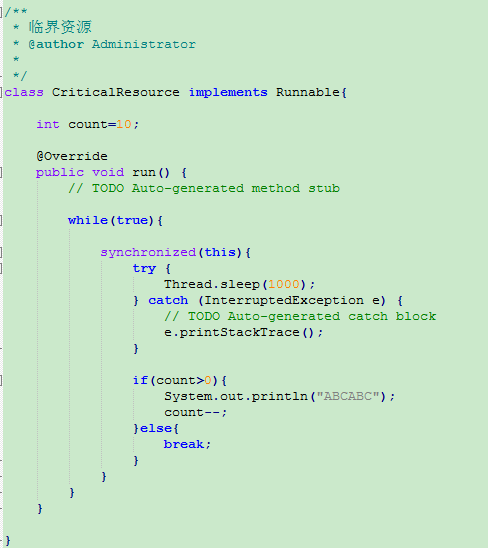 /**
 * 临界资源
 * @author Administrator
 *
 */
class CriticalResource implements Runnable{
    int count=10;
    @Override
    public void run() {
        // TODO Auto-generated method stub
        while(true){
            synchronized(this){
                try {
                    Thread.sleep(1000);
                } catch (InterruptedException e) {
                    // TODO Auto-generated catch block
                    e.printStackTrace();
                }
                if(count>0){
                    System.out.println("ABCABC");
                    count--;
                }else{
                    break;
                }
            }
        }
    }
}